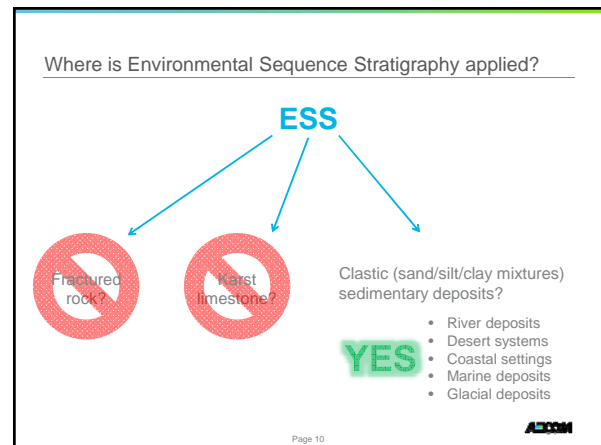 Where is Environmental Sequence Stratigraphy applied?
ESS
Fractured
rock?
Karst
limestone?
Clastic (sand/silt/clay mixtures)
sedimentary deposits?
YES
• River deposits
• Desert systems
• Coastal settings
• Marine deposits
• Glacial deposits
AECOM
Page 10